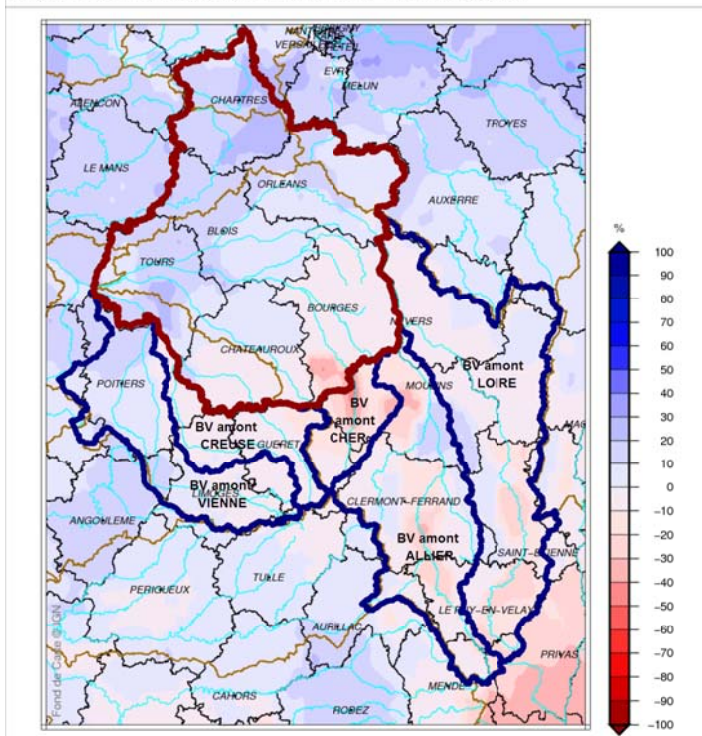 VERSAILLES
EVRY
MELUN
ALENCON
CHARTRES
TROYES
LE MANS
ORLEANS
AUXERRE
BLOIS
TOURS
BOURGES
NEVERS
CHATEAUROUX
POITIERS
MOULINS
BV amont
LOIRE
BV
amont
CHER
BV amont
CREUSE
GUERET
BV amont
VIENNE
LIMOGES
CLERMONT-FERRAND
ANGOULEME
BV amont
ALLIER
SAINT-ETIENNE
PERIGUEUX
TULLE
LE PUY-EN-VELAY
AURILLAC
PRIVAS
MENDE
CAHORS
RODEZ
Fond de Carte © IGN
%
100
90
80
70
60
50
40
30
20
10
0
-10
-20
-30
-40
-50
-60
-70
-80
-90
-100